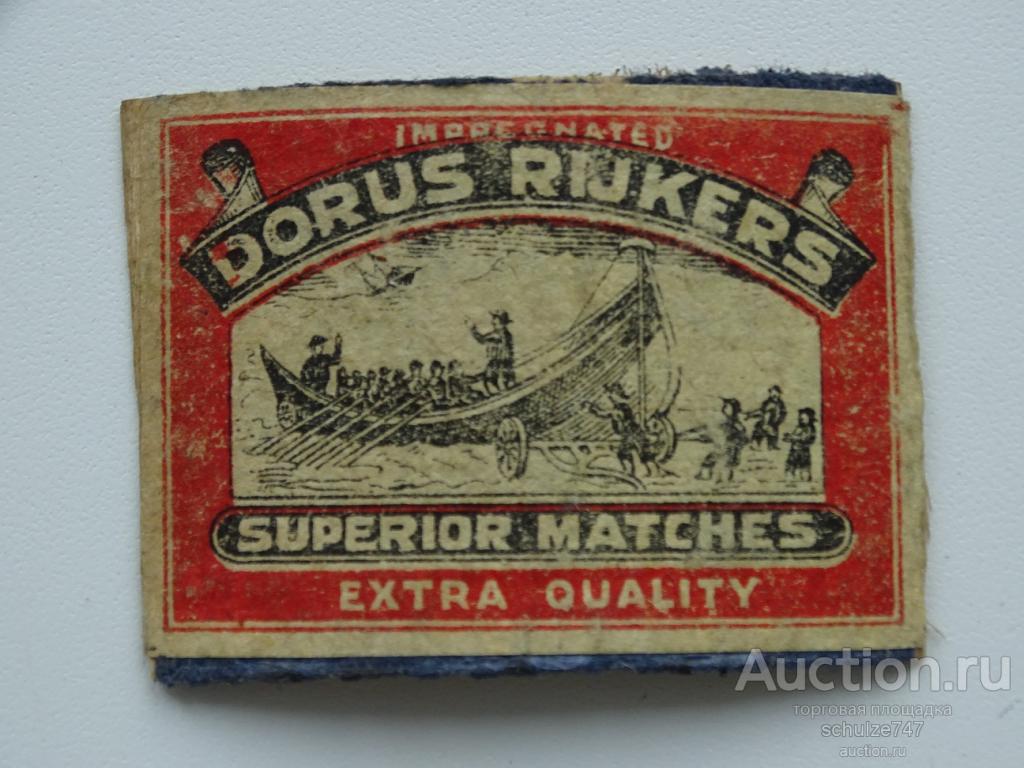 IMPREGNATED
DORUS RIJKERS
SUPERIOR MATCHES
EXTRA QUALITY
Auction.ru
торговая площадка
schulze747
auction.ru